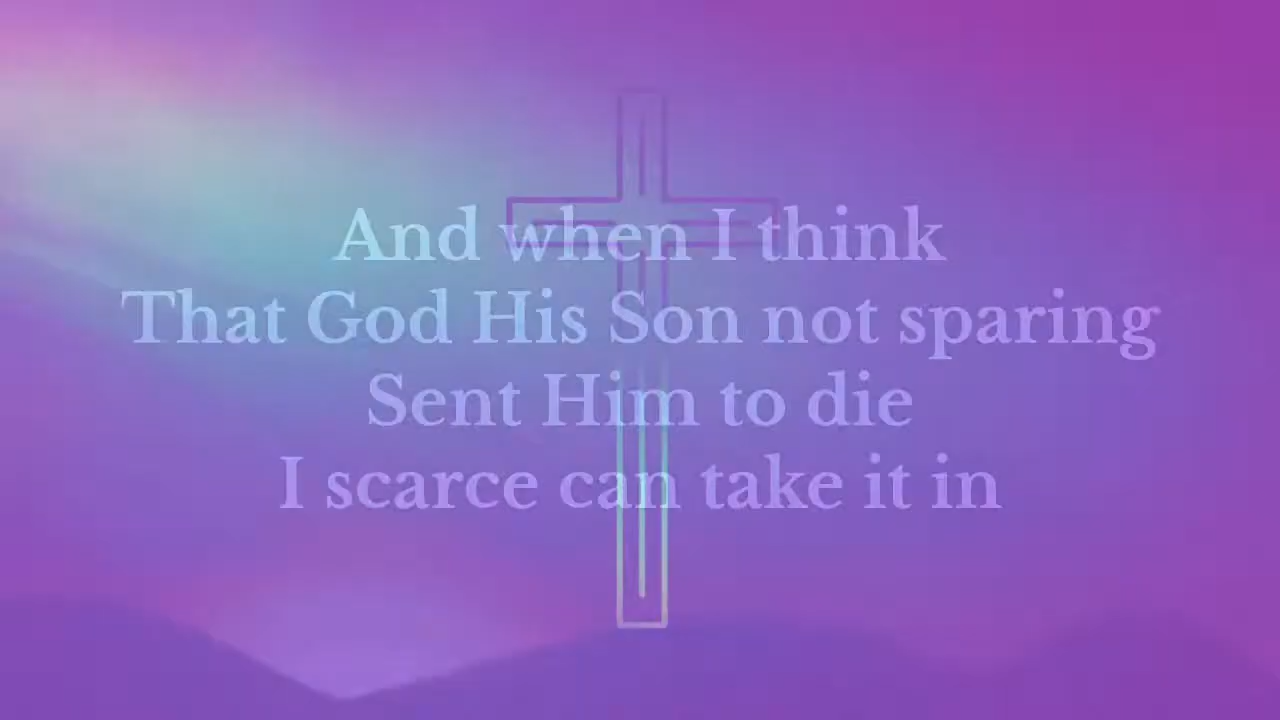 And when I think
That God His Son not sparing
Sent Him to die
I scarce can take it in